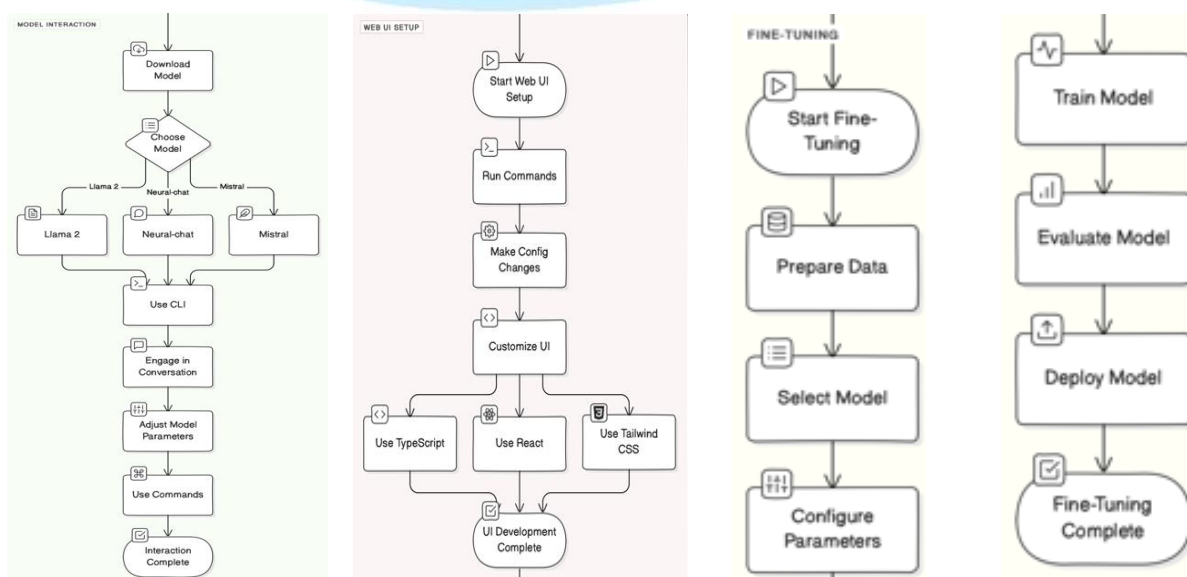 MODEL INTERACTION
Download
Model
Choose
Model
Llama 2
Neural-chat
Mistral
Llama 2
Neural-chat
Mistral
Use CLI
Engage in
Conversation
Adjust Model
Parameters
Use Commands
Interaction
Complete
WEB UI SETUP
Start Web UI
Setup
Run Commands
Make Config
Changes
Customize UI
Use TypeScript
Use React
Use Tailwind
CSS
UI Development
Complete
FINE-TUNING
Start Fine-
Tuning
Prepare Data
Select Model
Configure
Parameters
Train Model
Evaluate Model
Deploy Model
Fine-Tuning
Complete